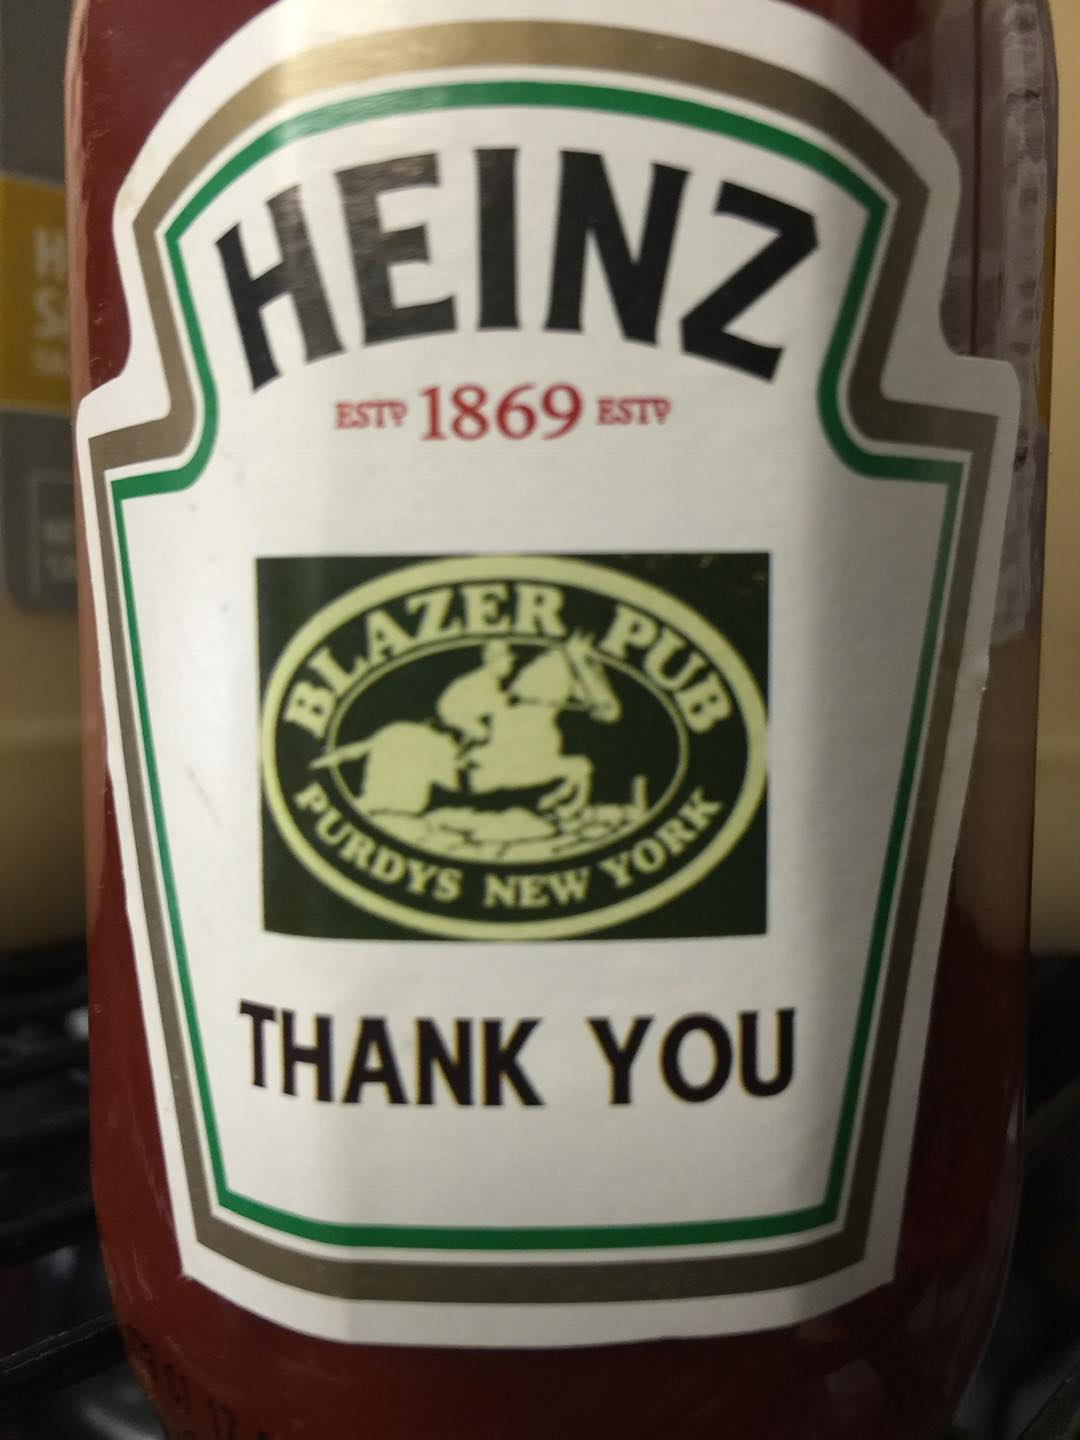 HEINZ
ESTD 1869 ESTD
BLAZER PUB
PURDYS NEW YORK
THANK YOU